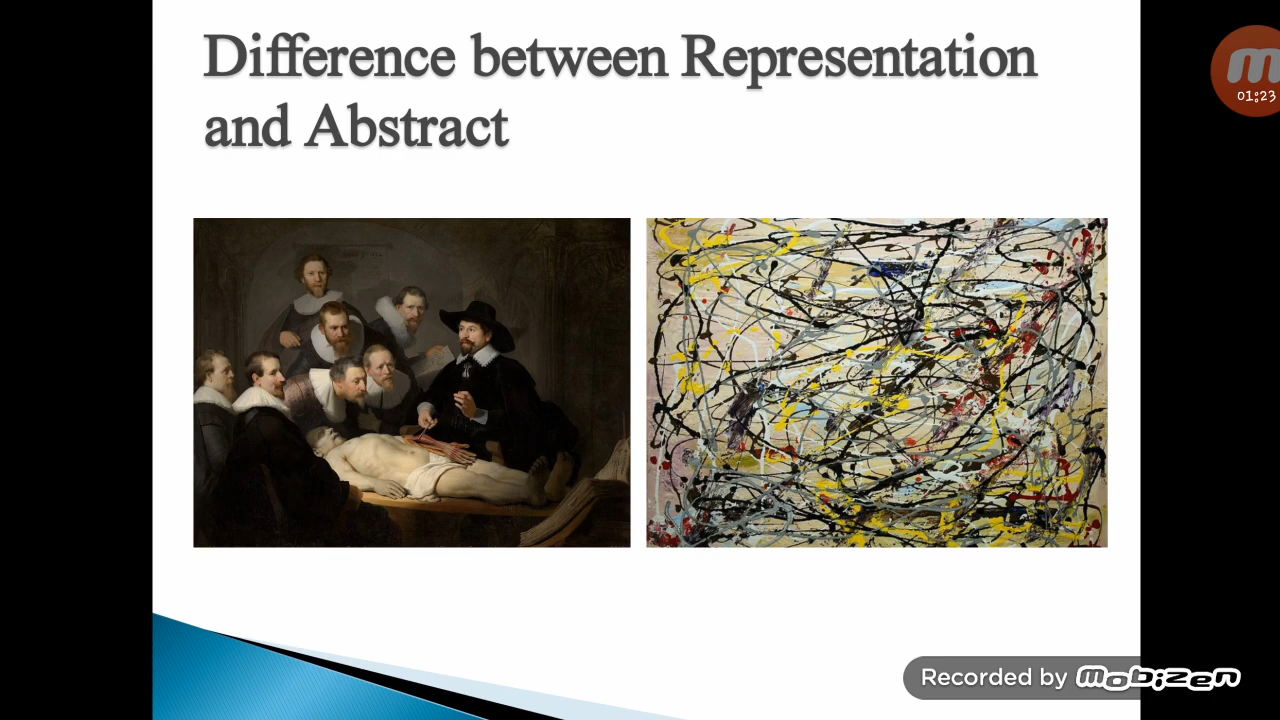 Difference between Representation
and Abstract
01:23
Recorded by mobizen